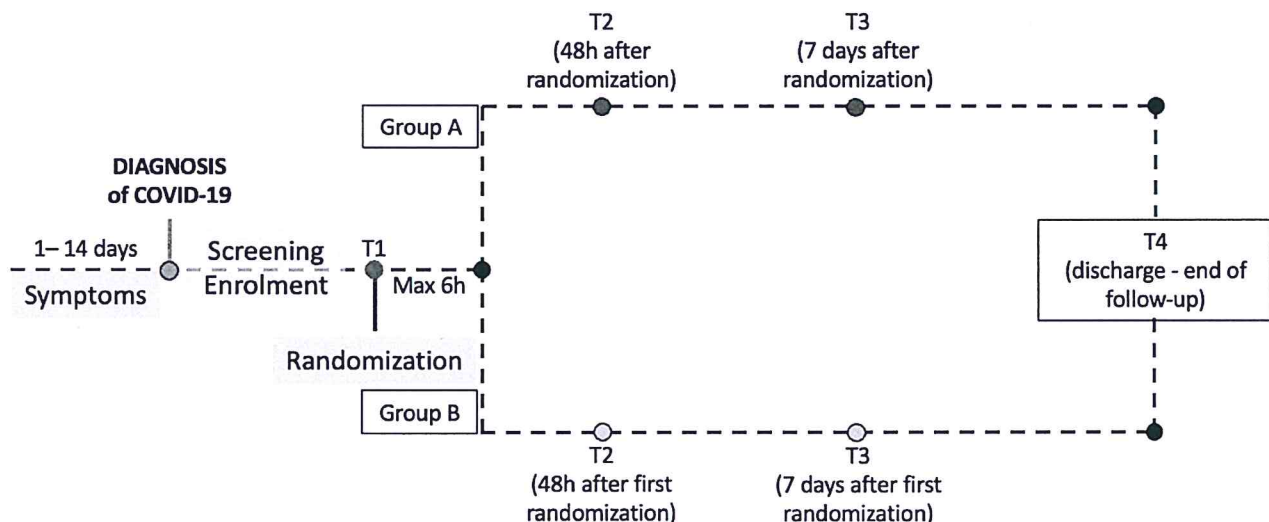 T2
(48h after
randomization)
T3
(7 days after
randomization)
Group A
DIAGNOSIS
of COVID-19
1– 14 days
Symptoms
Screening
Enrolment
T1
Max 6h
Randomization
T4
(discharge - end of
follow-up)
Group B
T2
(48h after first
randomization)
T3
(7 days after first
randomization)